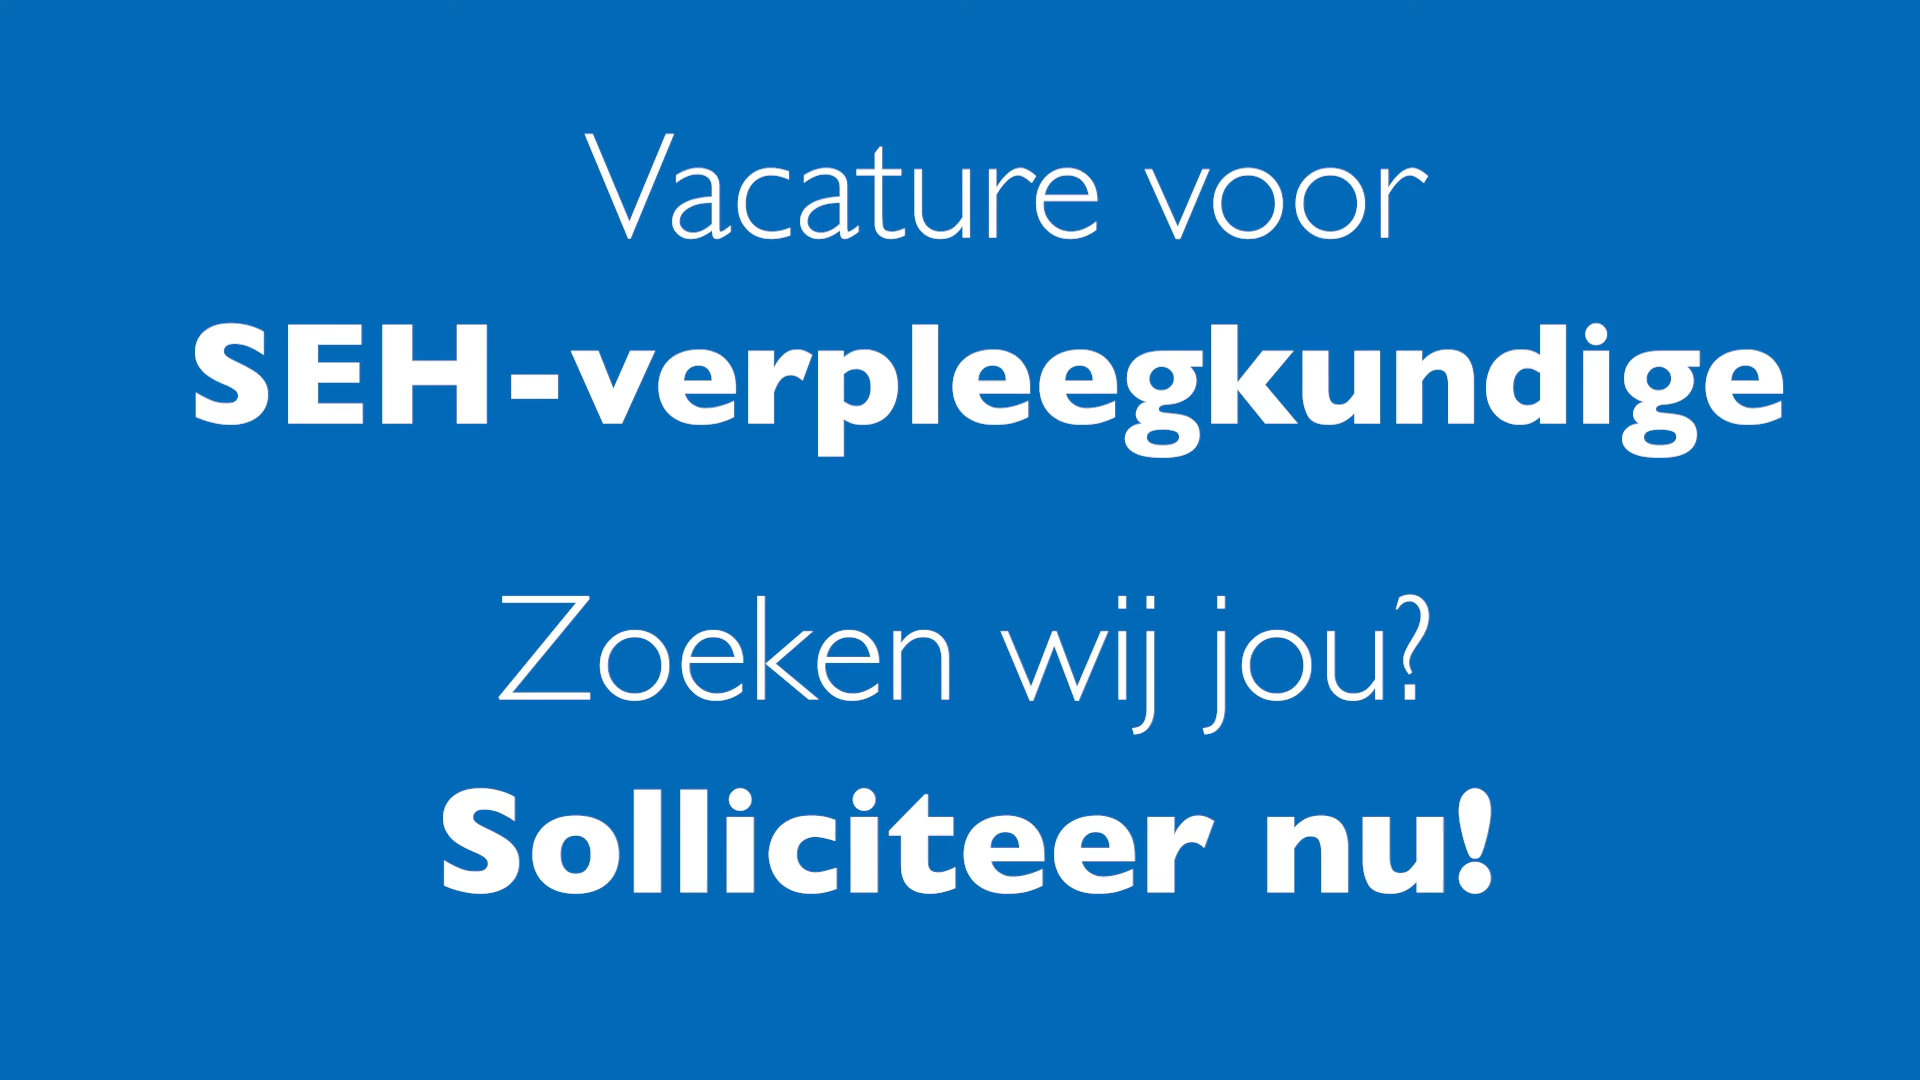 Vacature voor
SEH-verpleegkundige
Zoeken wij jou?
Solliciteer nu!